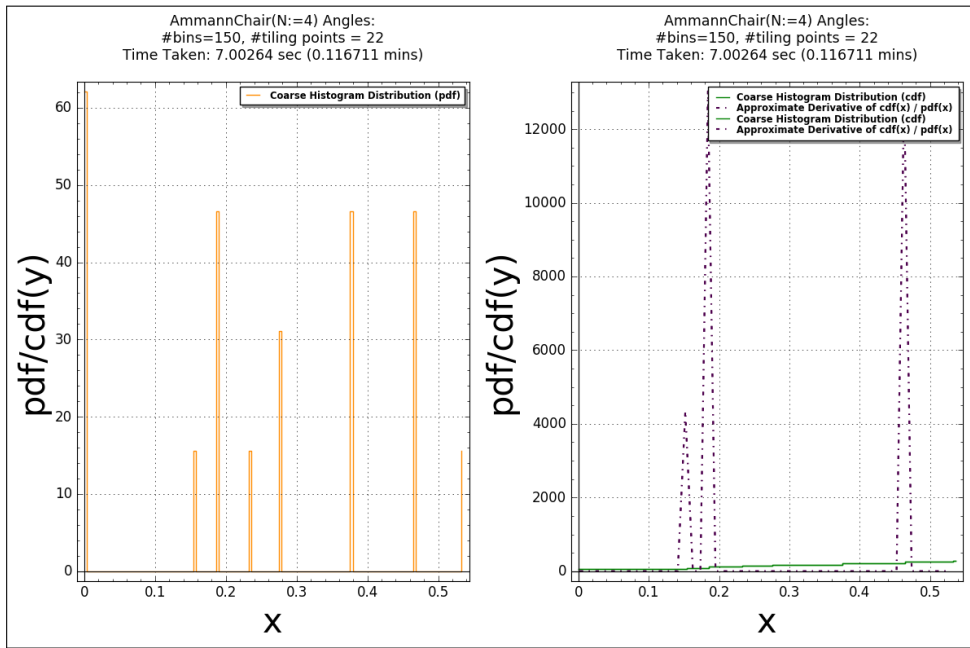 AmmannChair(N:=4) Angles:
#bins=150, #tiling points = 22
Time Taken: 7.00264 sec (0.116711 mins)
Coarse Histogram Distribution (pdf)
60
50
40
30
20
10
0
pdf/cdf(y)
0
0.1
0.2
0.3
0.4
0.5
x
AmmannChair(N:=4) Angles:
#bins=150, #tiling points = 22
Time Taken: 7.00264 sec (0.116711 mins)
Coarse Histogram Distribution (cdf)
Approximate Derivative of cdf(x) / pdf(x)
Coarse Histogram Distribution (cdf)
Approximate Derivative of cdf(x) / pdf(x)
12000
10000
8000
6000
4000
2000
0
pdf/cdf(y)
0
0.1
0.2
0.3
0.4
0.5
x